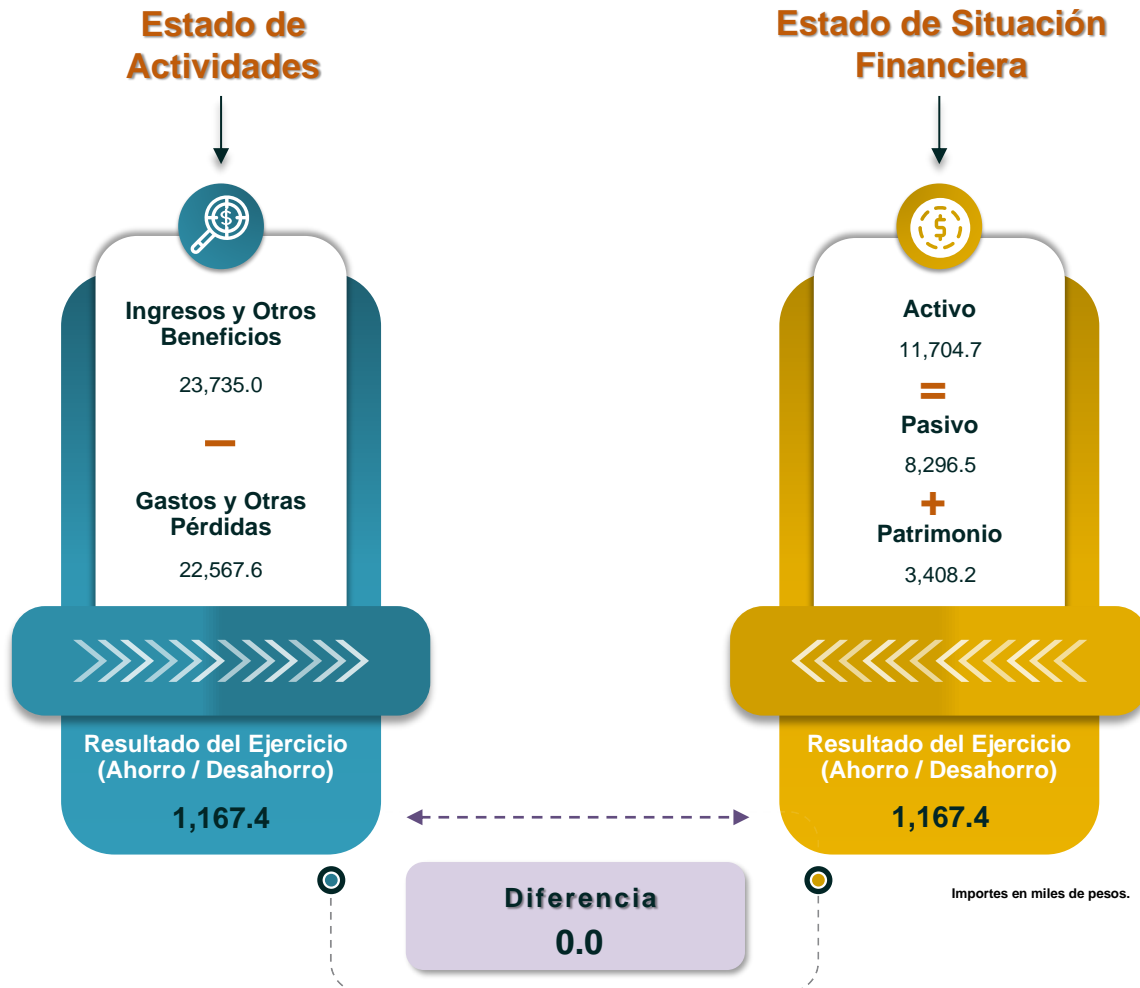 Estado de
Actividades
Ingresos y Otros
Beneficios
23,735.0
−
Gastos y Otras
Pérdidas
22,567.6
Resultado del Ejercicio
(Ahorro / Desahorro)
1,167.4
Estado de Situación
Financiera
Activo
11,704.7
=
Pasivo
8,296.5
+
Patrimonio
3,408.2
Resultado del Ejercicio
(Ahorro / Desahorro)
1,167.4
Diferencia
0.0
Importes en miles de pesos.